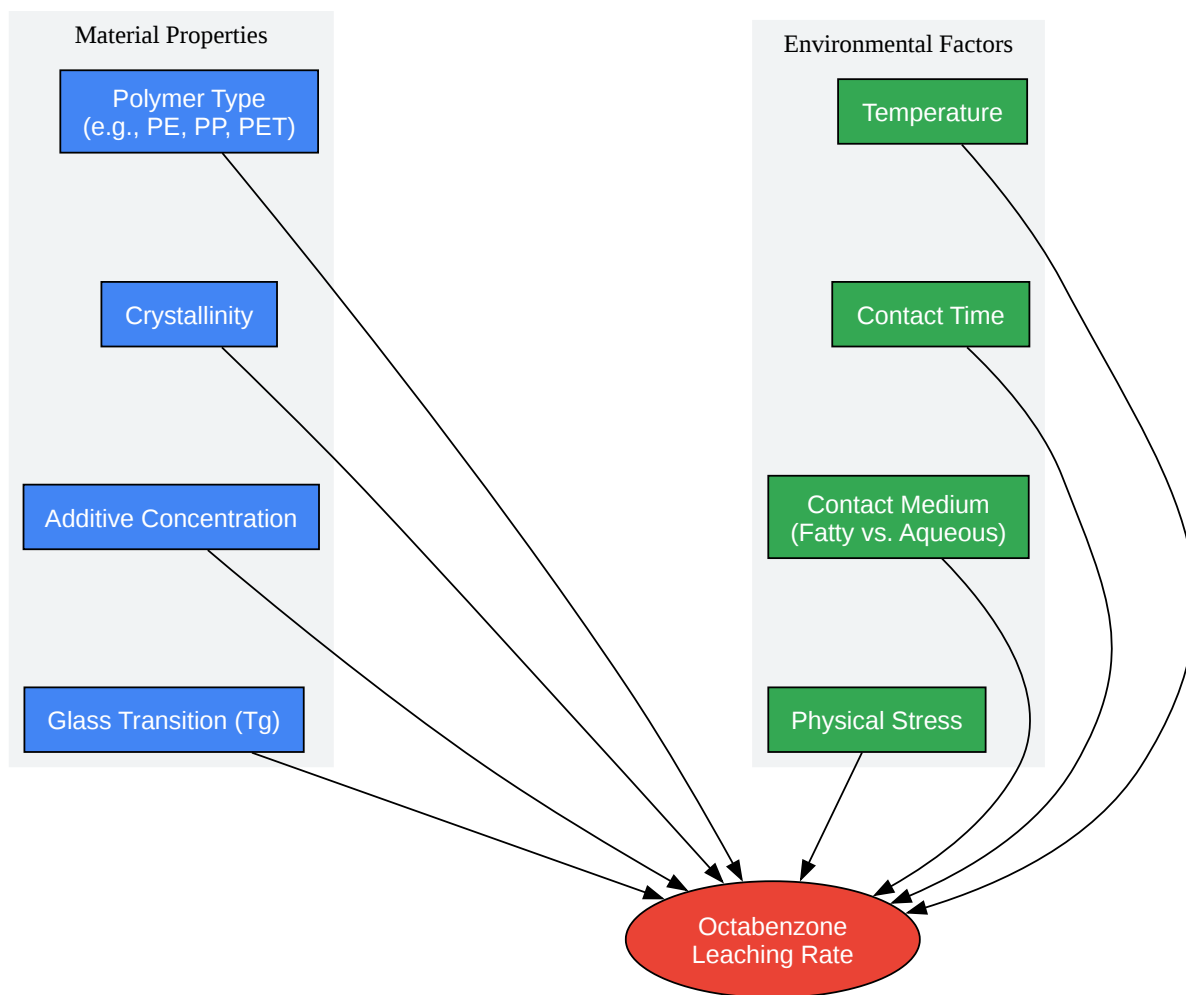 Material Properties
Polymer Type
(e.g., PE, PP, PET)
Crystallinity
Additive Concentration
Glass Transition (Tg)
Environmental Factors
Temperature
Contact Time
Contact Medium
(Fatty vs. Aqueous)
Physical Stress
Octabenzone
Leaching Rate